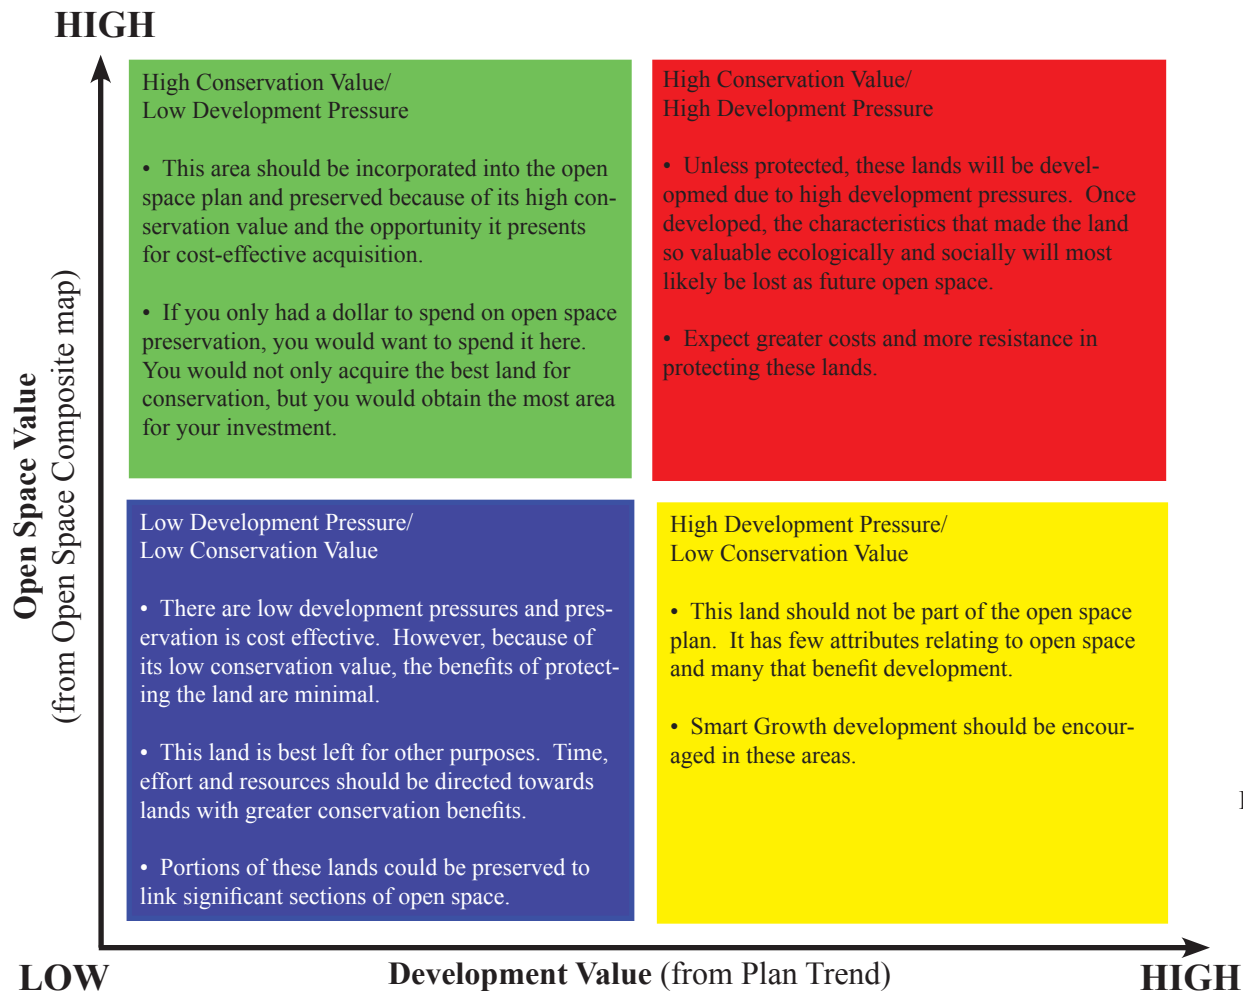 HIGH
High Conservation Value/
Low Development Pressure
• This area should be incorporated into the open
space plan and preserved because of its high con-
servation value and the opportunity it presents
for cost-effective acquisition.
• If you only had a dollar to spend on open space
preservation, you would want to spend it here.
You would not only acquire the best land for
conservation, but you would obtain the most area
for your investment.
High Conservation Value/
High Development Pressure
• Unless protected, these lands will be devel-
opmed due to high development pressures. Once
developed, the characteristics that made the land
so valuable ecologically and socially will most
likely be lost as future open space.
• Expect greater costs and more resistance in
protecting these lands.
Open Space Value
(from Open Space Composite map)
Low Development Pressure/
Low Conservation Value
• There are low development pressures and pres-
ervation is cost effective. However, because of
its low conservation value, the benefits of protect-
ing the land are minimal.
• This land is best left for other purposes. Time,
effort and resources should be directed towards
lands with greater conservation benefits.
• Portions of these lands could be preserved to
link significant sections of open space.
High Development Pressure/
Low Conservation Value
• This land should not be part of the open space
plan. It has few attributes relating to open space
and many that benefit development.
• Smart Growth development should be encour-
aged in these areas.
LOW
Development Value (from Plan Trend)
HIGH